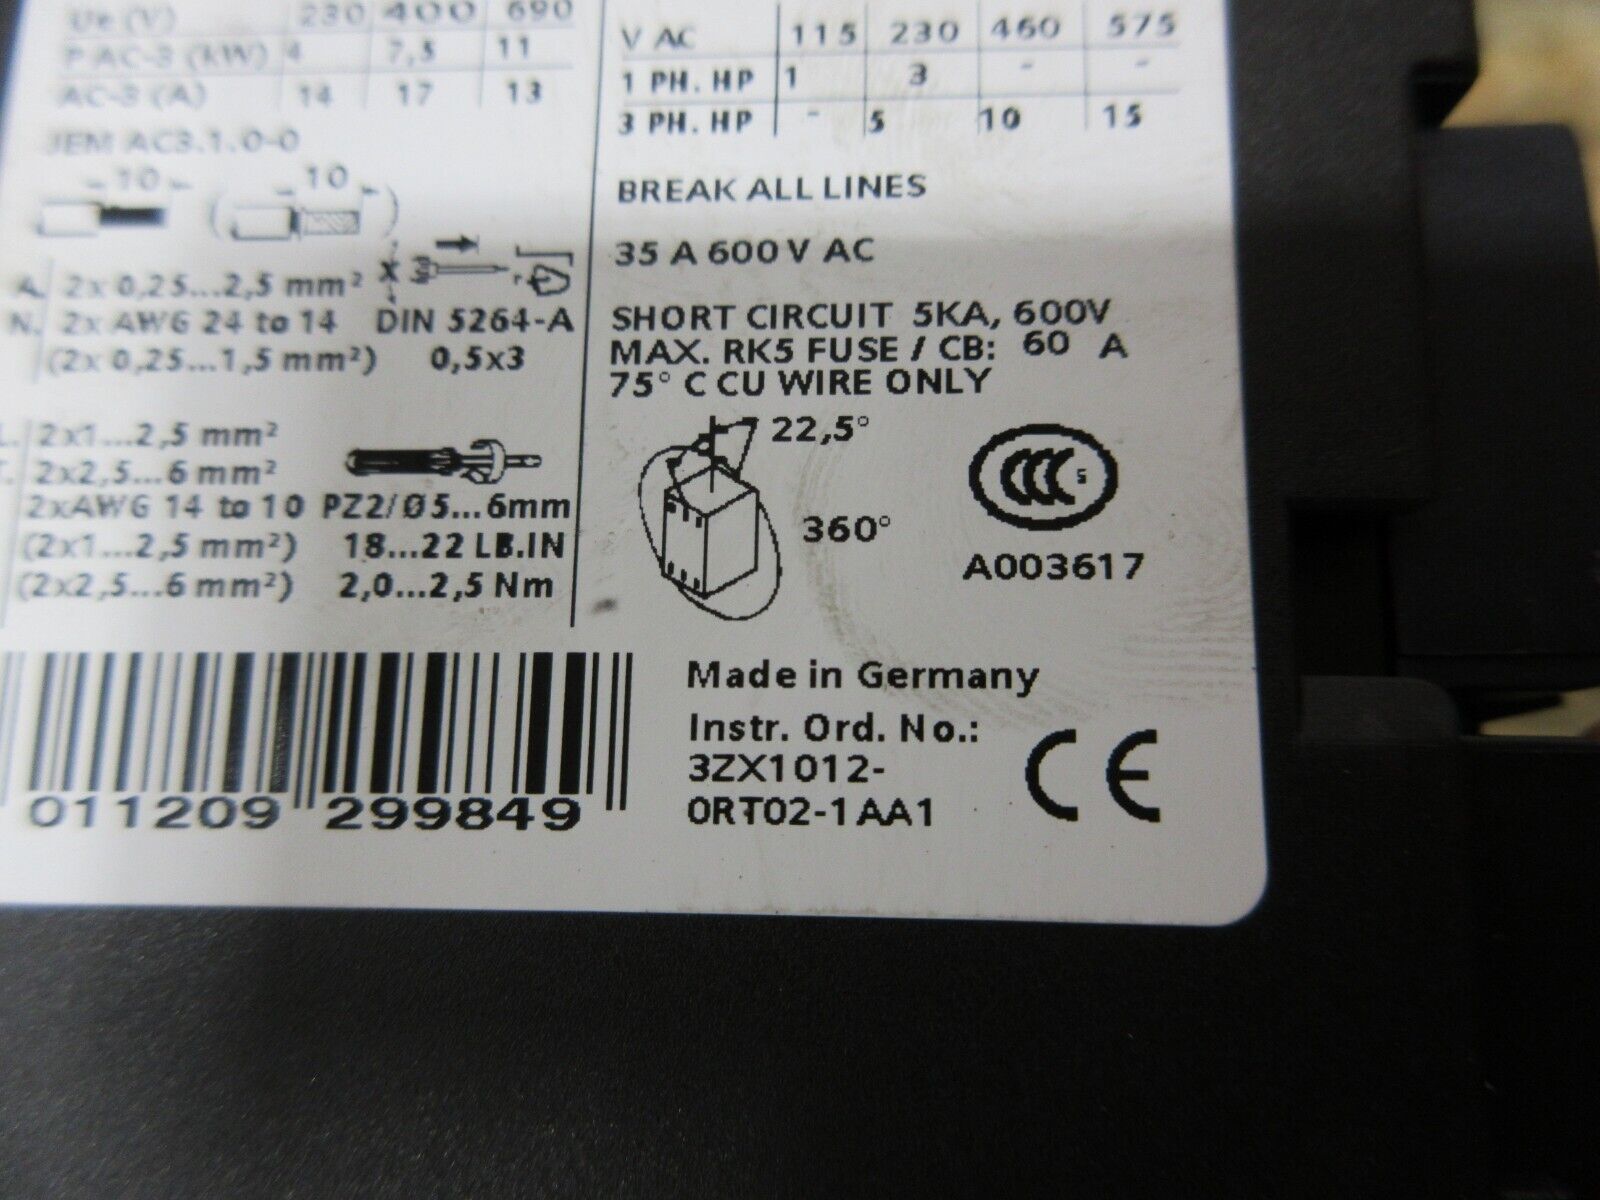 Ue (V) 230 400 690
P AC-3 (kW) 4 7,5 11
AC-3 (A) 14 17 13
JEM AC3.1.0-0
10 10
A. 2x 0,25...2,5 mm²
N. 2x AWG 24 to 14 DIN 5264-A
(2x 0,25...1,5 mm²) 0,5x3
L. 2x1...2,5 mm²
T. 2x2,5...6 mm²
2xAWG 14 to 10 PZ2/Ø5...6mm
(2x1...2,5 mm²) 18...22 LB.IN
(2x2,5...6 mm²) 2,0...2,5 Nm
011209 299849
V AC 115 230 460 575
1 PH. HP 1 3 - -
3 PH. HP - 5 10 15
BREAK ALL LINES
35 A 600 V AC
SHORT CIRCUIT 5KA, 600V
MAX. RK5 FUSE / CB: 60 A
75° C CU WIRE ONLY
22,5°
360°
CCC S
A003617
Made in Germany
Instr. Ord. No.:
3ZX1012-
0RT02-1AA1
CE